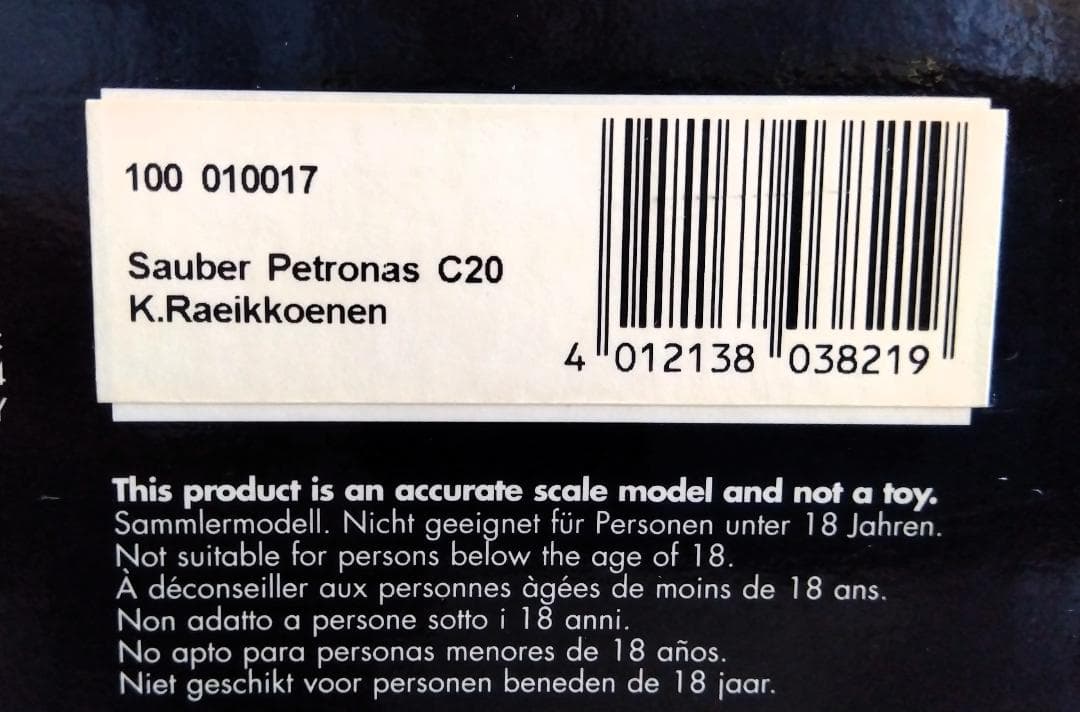 100 010017
Sauber Petronas C20
K.Raeikkoenen
4 012138 038219
This product is an accurate scale model and not a toy.
Sammlermodell. Nicht geeignet für Personen unter 18 Jahren.
Not suitable for persons below the age of 18.
À déconseiller aux personnes àgées de moins de 18 ans.
Non adatto a persone sotto i 18 anni.
No apto para personas menores de 18 años.
Niet geschikt voor personen beneden de 18 jaar.